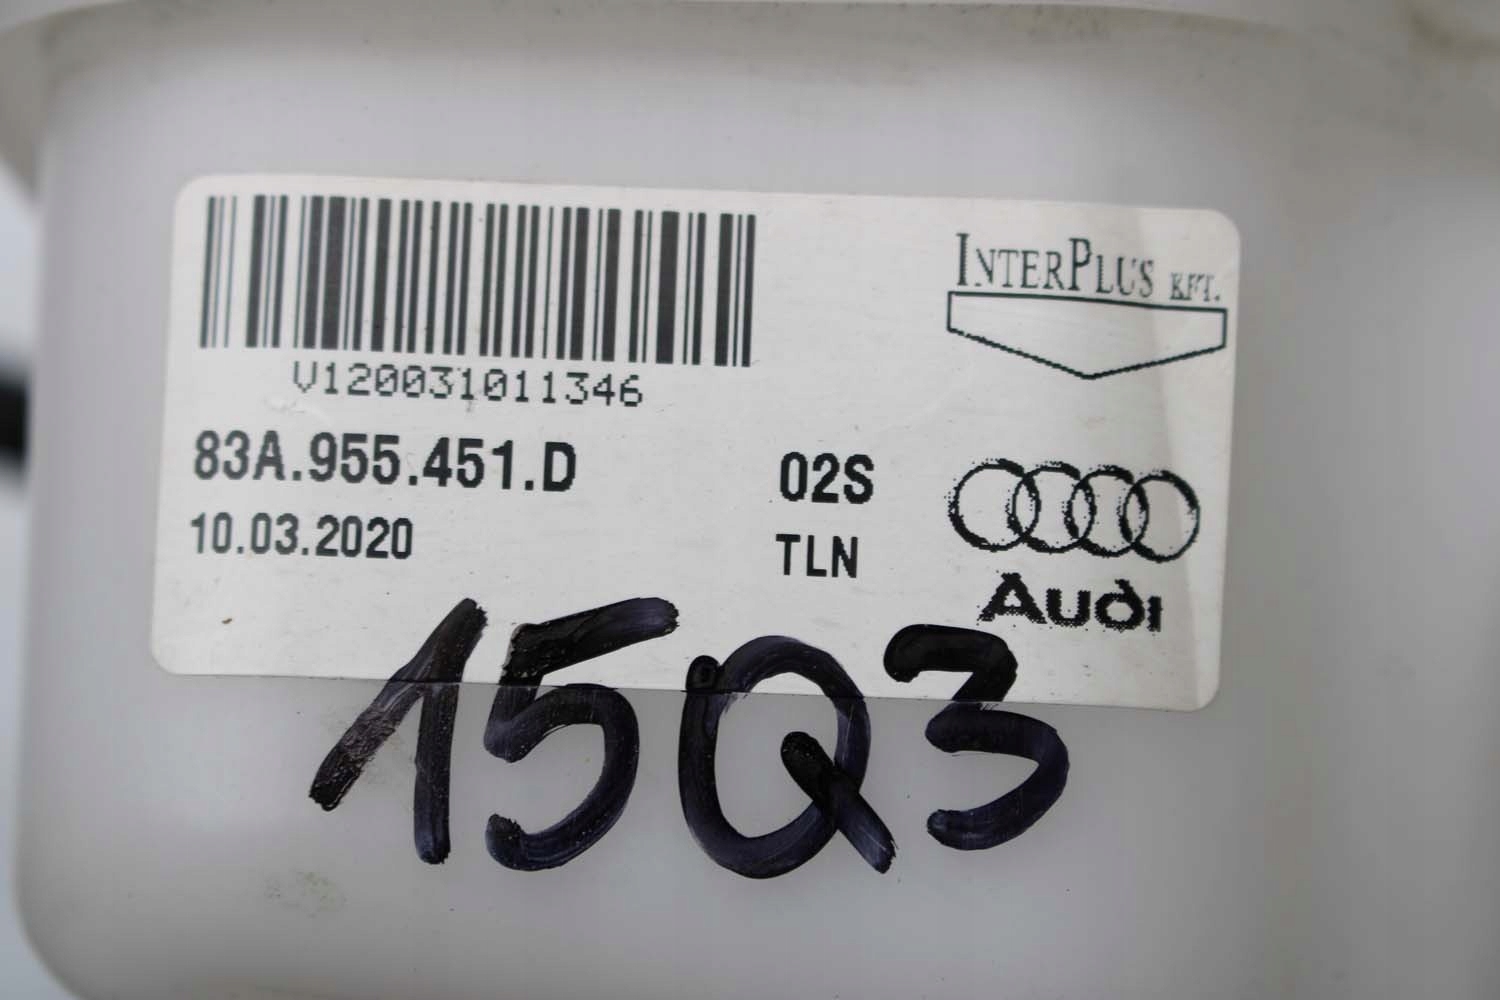 INTERPLUS KFT.
V120031011346
83A.955.451.D 02S
10.03.2020 TLN
Audi
15Q3